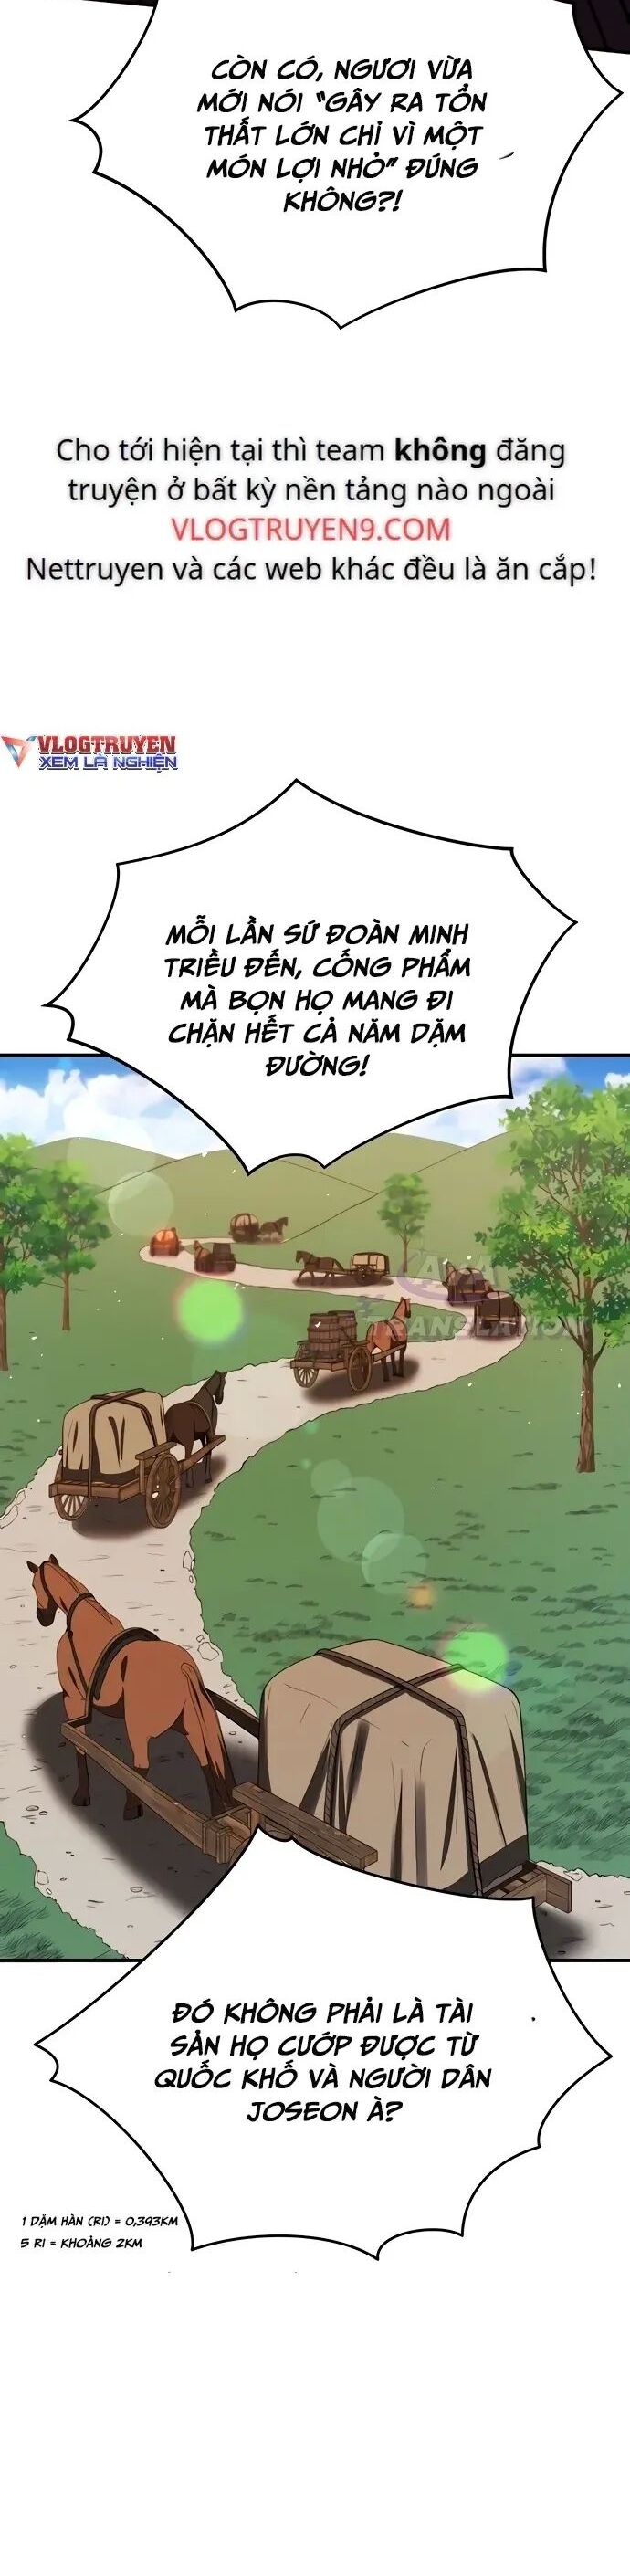 CÒN CÓ, NGƯƠI VỪA
MỚI NÓI "GÂY RA TỔN
THẤT LỚN CHỈ VÌ MỘT
MÓN LỢI NHỎ" ĐÚNG
KHÔNG?!
Cho tới hiện tại thì team không đăng
truyện ở bất kỳ nền tảng nào ngoài
VLOGTRUYEN9.COM
Nettruyen và các web khác đều là ăn cắp!
VLOGTRUYEN
XEM LÀ NGHIỆN
MỖI LẦN SỨ ĐOÀN MINH
TRIỀU ĐẾN, CỐNG PHẨM
MÀ BỌN HỌ MANG ĐI
CHẶN HẾT CẢ NĂM DẶM
ĐƯỜNG!
TRANSLATION
ĐÓ KHÔNG PHẢI LÀ TÀI
SẢN HỌ CƯỚP ĐƯỢC TỪ
QUỐC KHỐ VÀ NGƯỜI DÂN
JOSEON À?
1 DẶM HÀN (RI) = 0,393KM
5 RI = KHOẢNG 2KM